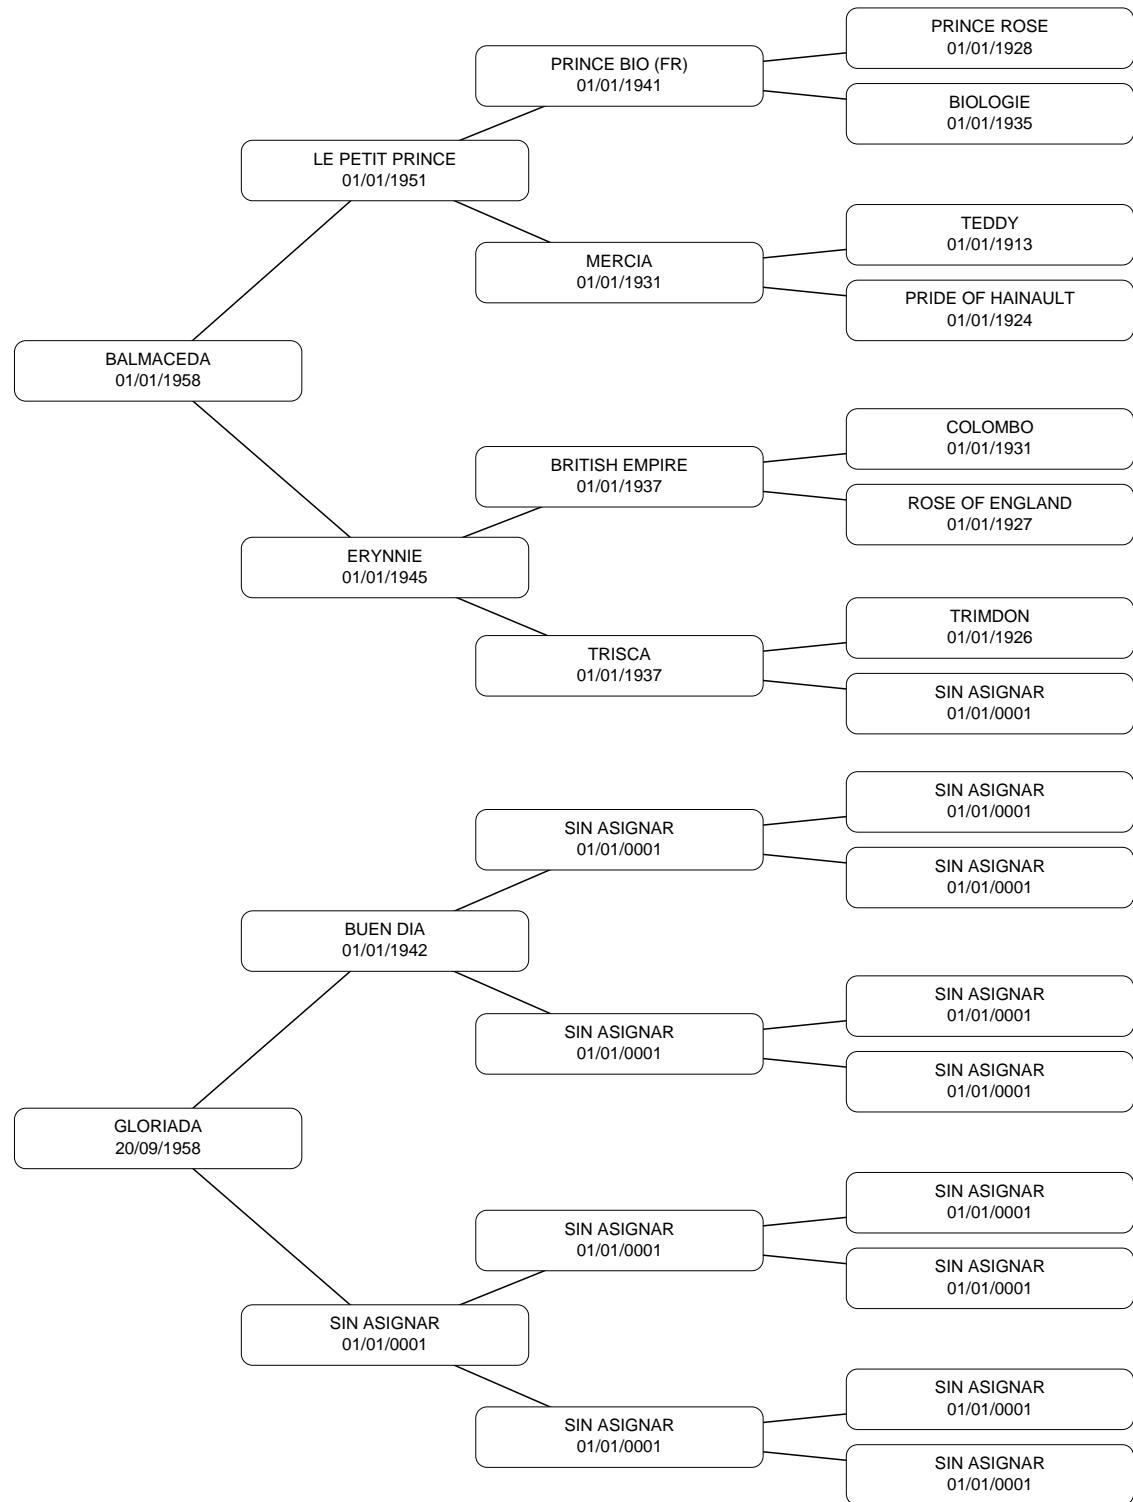 PRINCE ROSE
01/01/1928
PRINCE BIO (FR)
01/01/1941
BIOLOGIE
01/01/1935
LE PETIT PRINCE
01/01/1951
TEDDY
01/01/1913
MERCIA
01/01/1931
PRIDE OF HAINAULT
01/01/1924
BALMACEDA
01/01/1958
COLOMBO
01/01/1931
BRITISH EMPIRE
01/01/1937
ROSE OF ENGLAND
01/01/1927
ERYNNIE
01/01/1945
TRIMDON
01/01/1926
TRISCA
01/01/1937
SIN ASIGNAR
01/01/0001
SIN ASIGNAR
01/01/0001
SIN ASIGNAR
01/01/0001
SIN ASIGNAR
01/01/0001
BUEN DIA
01/01/1942
SIN ASIGNAR
01/01/0001
SIN ASIGNAR
01/01/0001
SIN ASIGNAR
01/01/0001
GLORIADA
20/09/1958
SIN ASIGNAR
01/01/0001
SIN ASIGNAR
01/01/0001
SIN ASIGNAR
01/01/0001
SIN ASIGNAR
01/01/0001
SIN ASIGNAR
01/01/0001
SIN ASIGNAR
01/01/0001
SIN ASIGNAR
01/01/0001